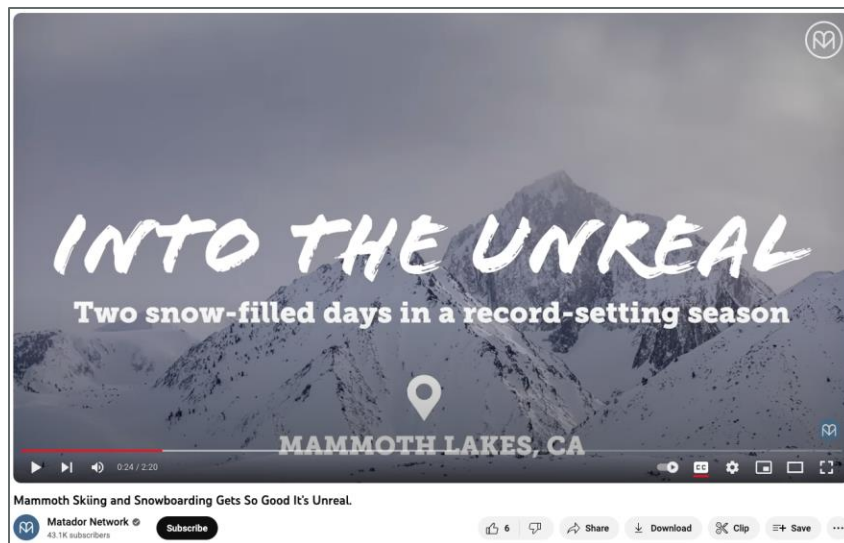 INTO THE UNREAL
Two snow-filled days in a record-setting season
MAMMOTH LAKES, CA
0:24 / 2:20
CC
Mammoth Skiing and Snowboarding Gets So Good It's Unreal.
Matador Network
43.1K subscribers
Subscribe
6
Share
Download
Clip
Save